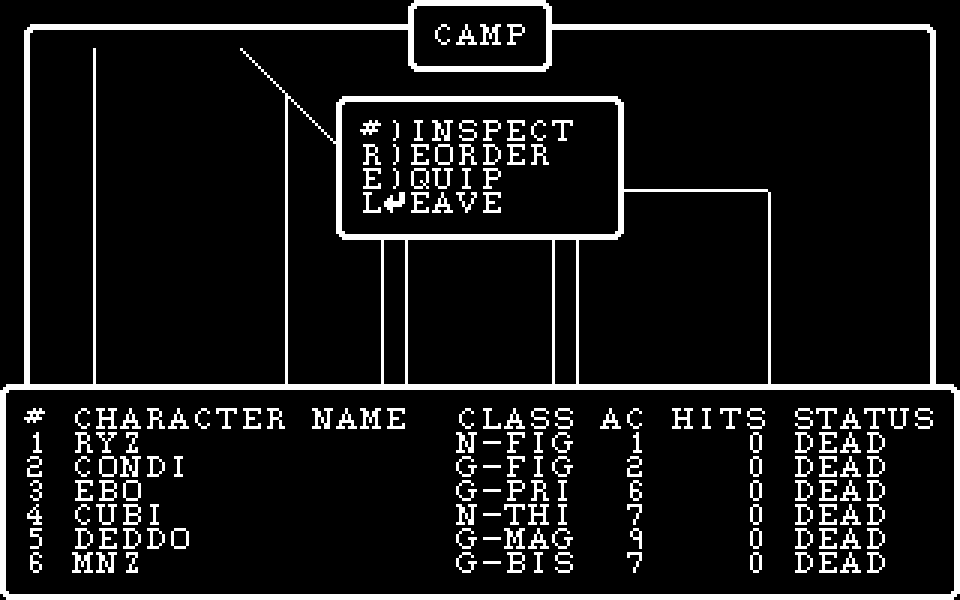 CAMP
#)INSPECT
R)EORDER
E)QUIP
L↵EAVE
# CHARACTER NAME CLASS AC HITS STATUS
1 RYZ N-FIG 1 0 DEAD
2 CONDI G-FIG 2 0 DEAD
3 EBO G-PRI 6 0 DEAD
4 CUBI N-THI 7 0 DEAD
5 DEDDO G-MAG 9 0 DEAD
6 MNZ G-BIS 7 0 DEAD